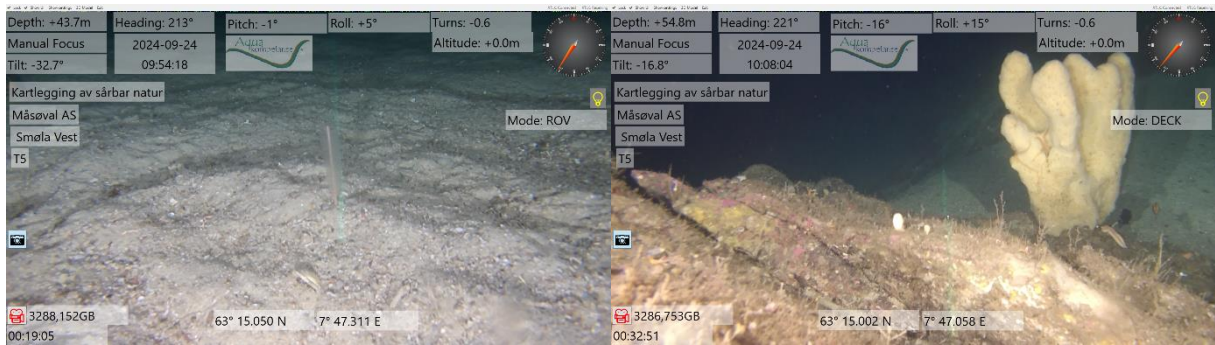 Depth: +43.7m
Heading: 213°
Pitch: -1°
Roll: +5°
Turns: -0.6
Manual Focus
2024-09-24
09:54:18
Aqua
kompetanse
Altitude: +0.0m
Tilt: -32.7°
Kartlegging av sårbar natur
Måsøval AS
Smøla Vest
T5
Mode: ROV
3288,152GB
63° 15.050 N
7° 47.311 E
00:19:05
Depth: +54.8m
Heading: 221°
Pitch: -16°
Roll: +15°
Turns: -0.6
Manual Focus
2024-09-24
10:08:04
Aqua
kompetanse
Altitude: +0.0m
Tilt: -16.8°
Kartlegging av sårbar natur
Måsøval AS
Smøla Vest
T5
Mode: DECK
3286,753GB
63° 15.002 N
7° 47.058 E
00:32:51